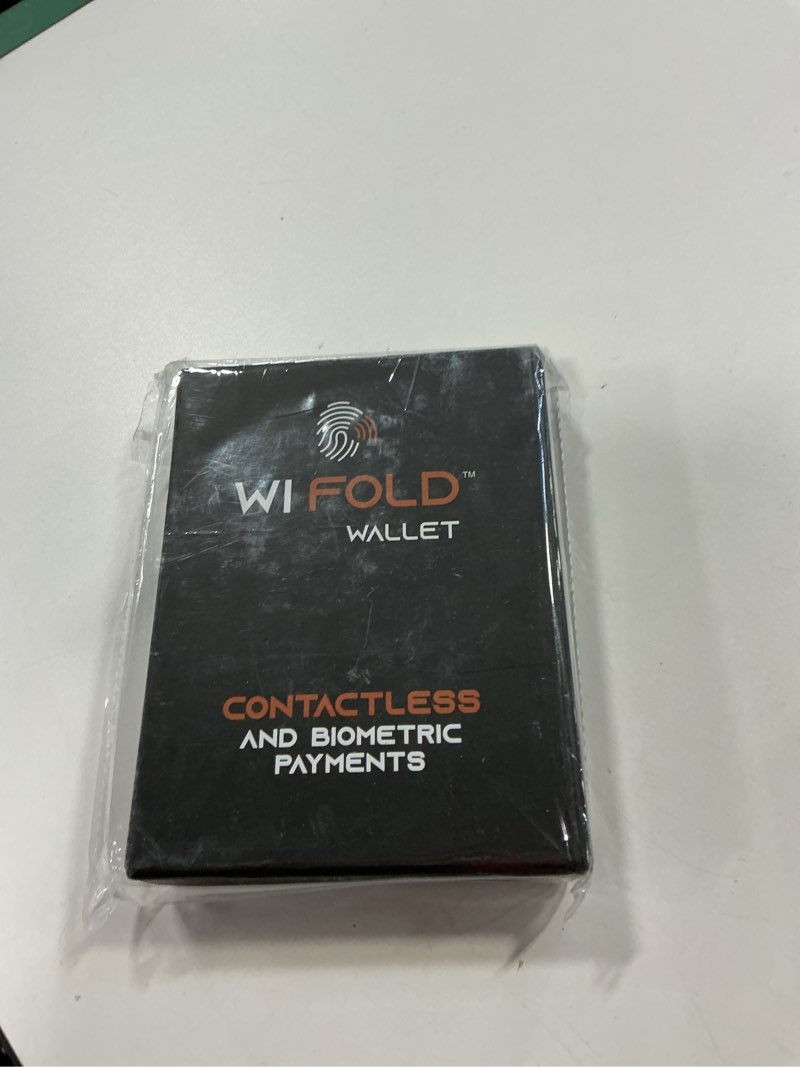 WI FOLD™
WALLET
CONTACTLESS
AND BIOMETRIC
PAYMENTS